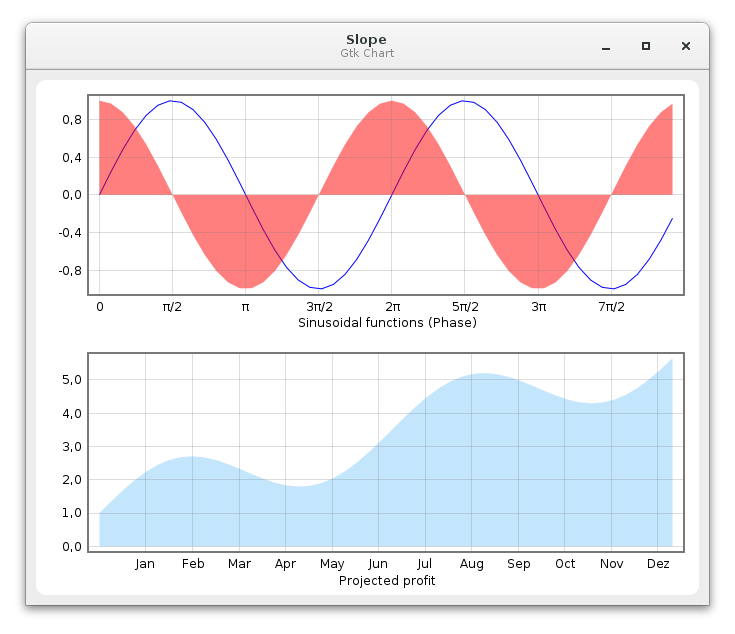 Slope
Gtk Chart
0,8
0,4
0,0
-0,4
-0,8
0 π/2 π 3π/2 2π 5π/2 3π 7π/2
Sinusoidal functions (Phase)
5,0
4,0
3,0
2,0
1,0
0,0
Jan Feb Mar Apr May Jun Jul Aug Sep Oct Nov Dez
Projected profit